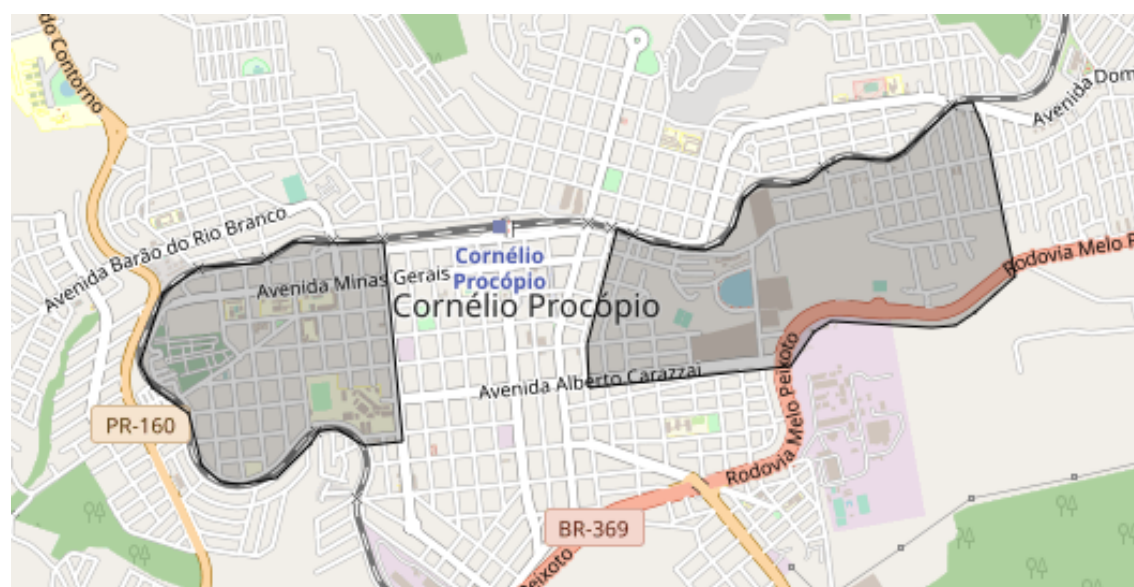 do Contorno
Avenida Dom
Avenida Barão do Rio Branco
Cornélio
Procópio
Rodovia Melo P
Avenida Minas Gerais
Cornélio Procópio
Rodovia Melo Peixoto
Avenida Alberto Carazzai
PR-160
Rodovia Melo Peixoto
BR-369
Peixoto